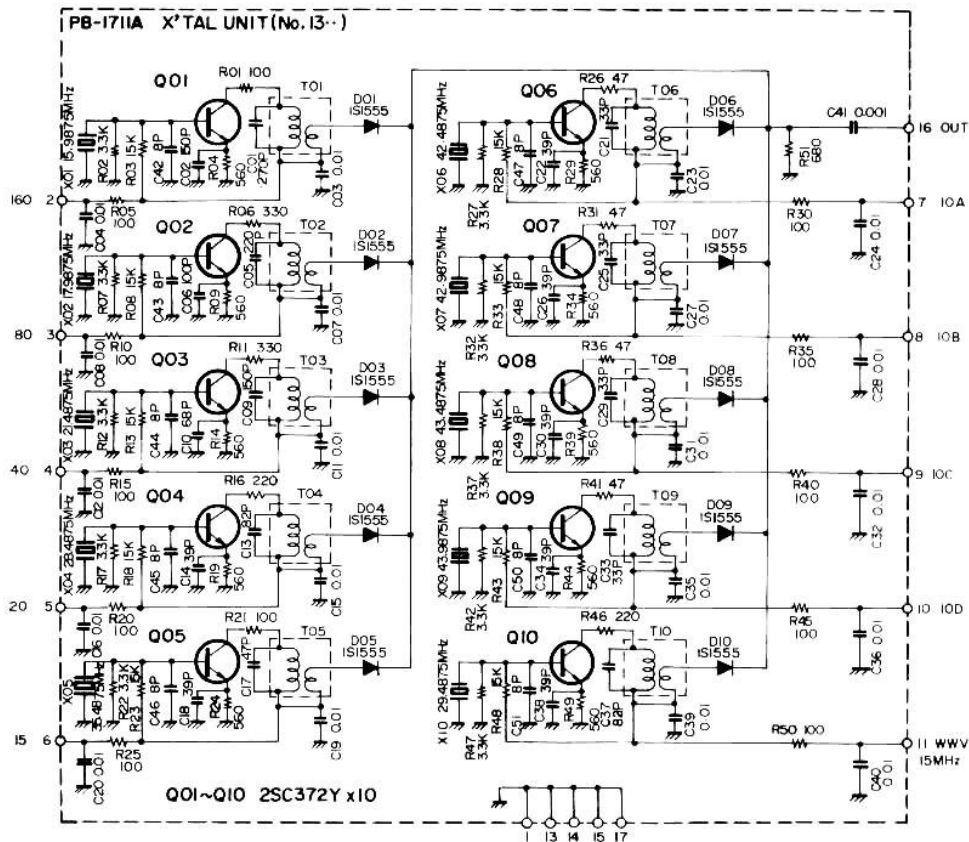 PB-1711A X'TAL UNIT (No. 13··)
Q01
R01 100
T01
D01
1S1555
X01 15.9875MHz
R02 3.3K
R03 15K
C42 8P
C02 150P
R04
560
C01
270P
C03 0.01
160 2
C04 0.01
R05
100
Q02
R06 330
T02
D02
1S1555
X02 17.9875MHz
R07 3.3K
R08 15K
C43 8P
C06 100P
R09
560
C05
220P
C07 0.01
80 3
C08 0.01
R10
100
Q03
R11 330
T03
D03
1S1555
X03 21.4875MHz
R12 3.3K
R13 15K
C44 8P
C10 68P
R14
560
C09
150P
C11 0.01
40 4
C12 0.01
R15
100
Q04
R16 220
T04
D04
1S1555
X04 28.4875MHz
R17 3.3K
R18 15K
C45 8P
C14 39P
R19
560
C13
82P
C15 0.01
20 5
C16 0.01
R20
100
Q05
R21 100
T05
D05
1S1555
X05
35.4875MHz
R22 3.3K
R23 15K
C46 8P
C18 39P
R24
560
C17
47P
C19 0.01
15 6
C20 0.01
R25
100
Q01~Q10 2SC372Y x10
Q06
R26 47
T06
D06
1S1555
X06 42.4875MHz
R27
3.3K
R28 15K
C47 8P
C22 39P
R29
560
C21
33P
C23
0.01
C41 0.001
16 OUT
R51
680
7 10A
R30
100
C24 0.01
Q07
R31 47
T07
D07
1S1555
X07 42.9875MHz
R32
3.3K
R33 15K
C48 8P
C26 39P
R34
560
C25
33P
C27
0.01
8 10B
R35
100
C28 0.01
Q08
R36 47
T08
D08
1S1555
X08 43.4875MHz
R37
3.3K
R38 15K
C49 8P
C30 39P
R39
560
C29
33P
C31
0.01
9 10C
R40
100
C32 0.01
Q09
R41 47
T09
D09
1S1555
X09 43.9875MHz
R42
3.3K
R43 15K
C50 8P
C34 39P
R44
560
C33
33P
C35
0.01
10 10D
R45
100
C36 0.01
Q10
R46 220
T10
D10
1S1555
X10 29.4875MHz
R47
3.3K
R48 15K
C51 8P
C38 39P
R49
560
C37
82P
C39
0.01
R50 100
11 WWV
15MHz
C40
0.01
1 13 14 15 17